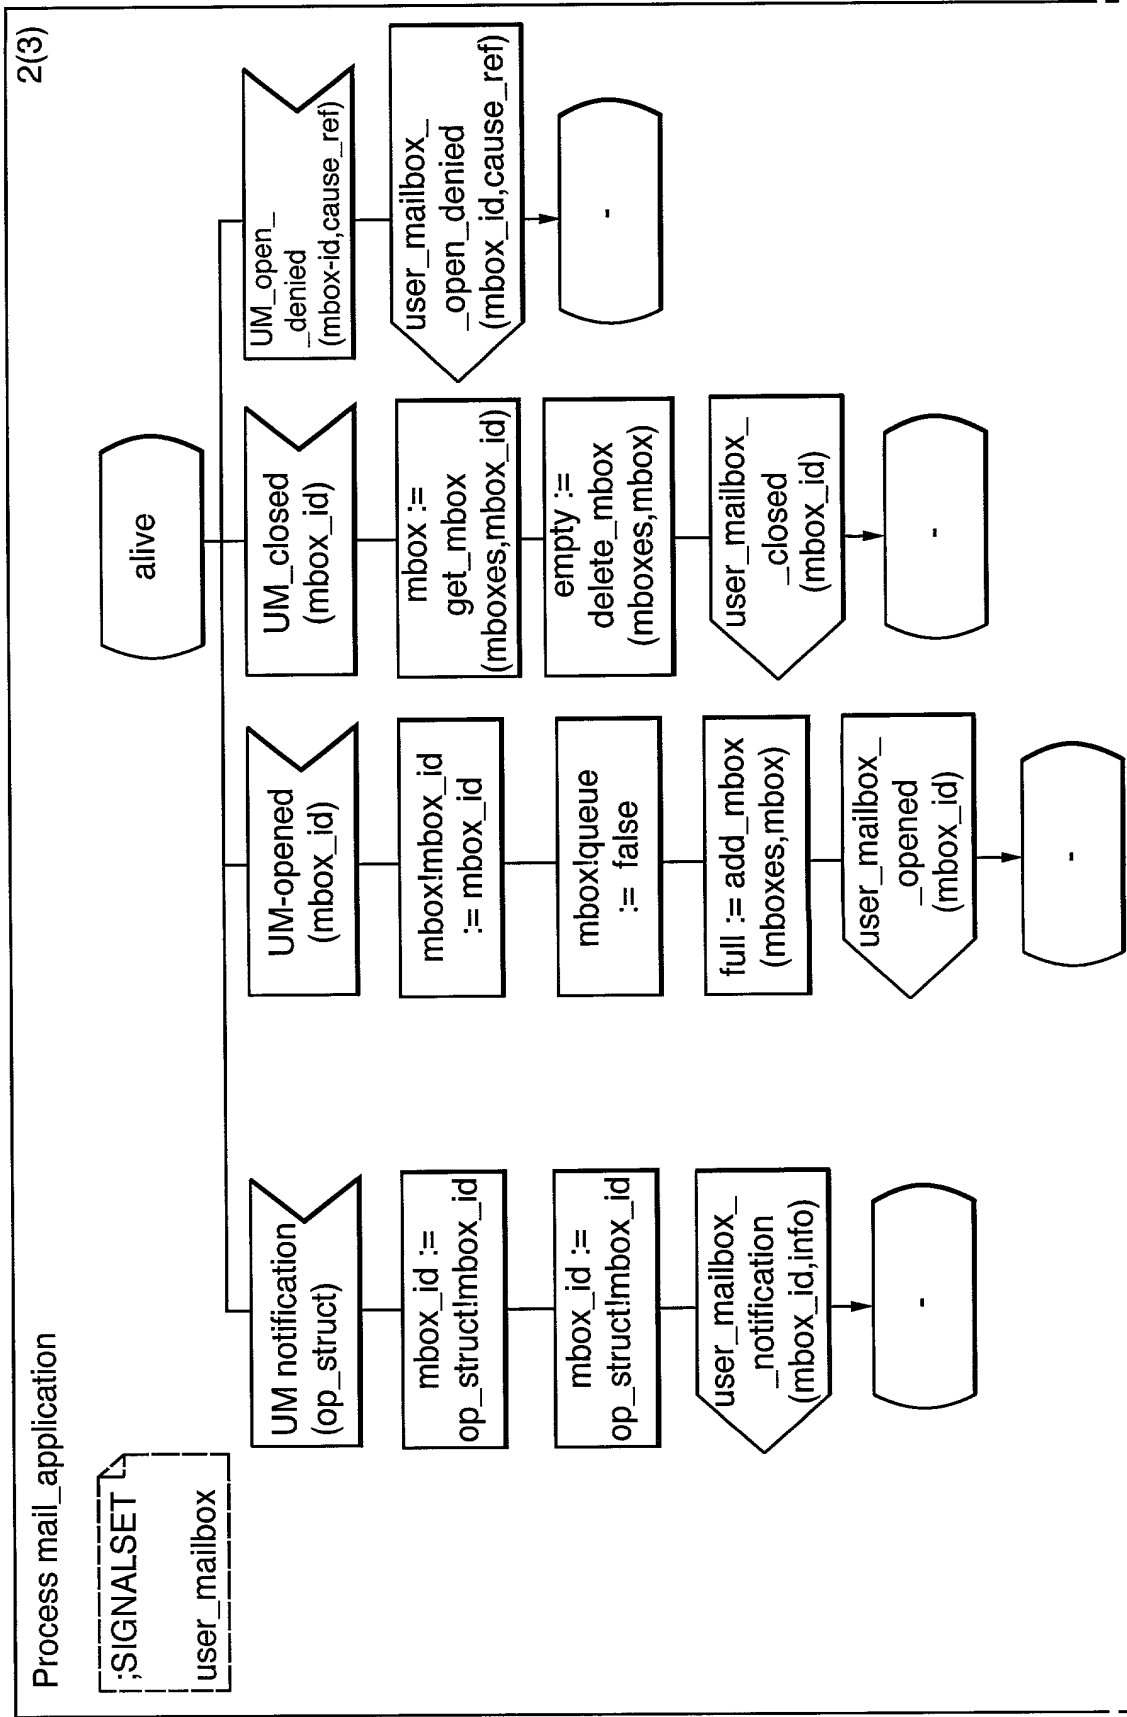 Process mail_application
2(3)
;SIGNALSET
user_mailbox
alive
UM notification
(op_struct)
mbox_id :=
op_struct!mbox_id
mbox_id :=
op_struct!mbox_id
user_mailbox_
_notification
(mbox_id,info)
-
UM-opened
(mbox_id)
mbox!mbox_id
:= mbox_id
mbox!queue
:= false
full := add_mbox
(mboxes,mbox)
user_mailbox_
_opened
(mbox_id)
-
UM_closed
(mbox_id)
mbox :=
get_mbox
(mboxes,mbox_id)
empty :=
delete_mbox
(mboxes,mbox)
user_mailbox_
_closed
(mbox_id)
-
UM_open_
_denied
(mbox-id,cause_ref)
user_mailbox_
_open_denied
(mbox_id,cause_ref)
-